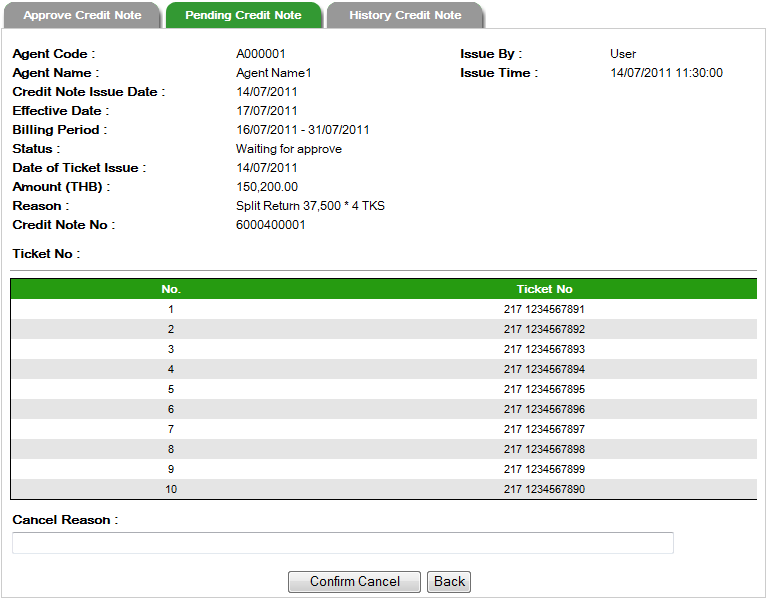 Approve Credit Note Pending Credit Note History Credit Note
Agent Code : A000001 Issue By : User
Agent Name : Agent Name1 Issue Time : 14/07/2011 11:30:00
Credit Note Issue Date : 14/07/2011
Effective Date : 17/07/2011
Billing Period : 16/07/2011 - 31/07/2011
Status : Waiting for approve
Date of Ticket Issue : 14/07/2011
Amount (THB) : 150,200.00
Reason : Split Return 37,500 * 4 TKS
Credit Note No : 6000400001
Ticket No :
No. Ticket No
1 217 1234567891
2 217 1234567892
3 217 1234567893
4 217 1234567894
5 217 1234567895
6 217 1234567896
7 217 1234567897
8 217 1234567898
9 217 1234567899
10 217 1234567890
Cancel Reason :
Confirm Cancel Back